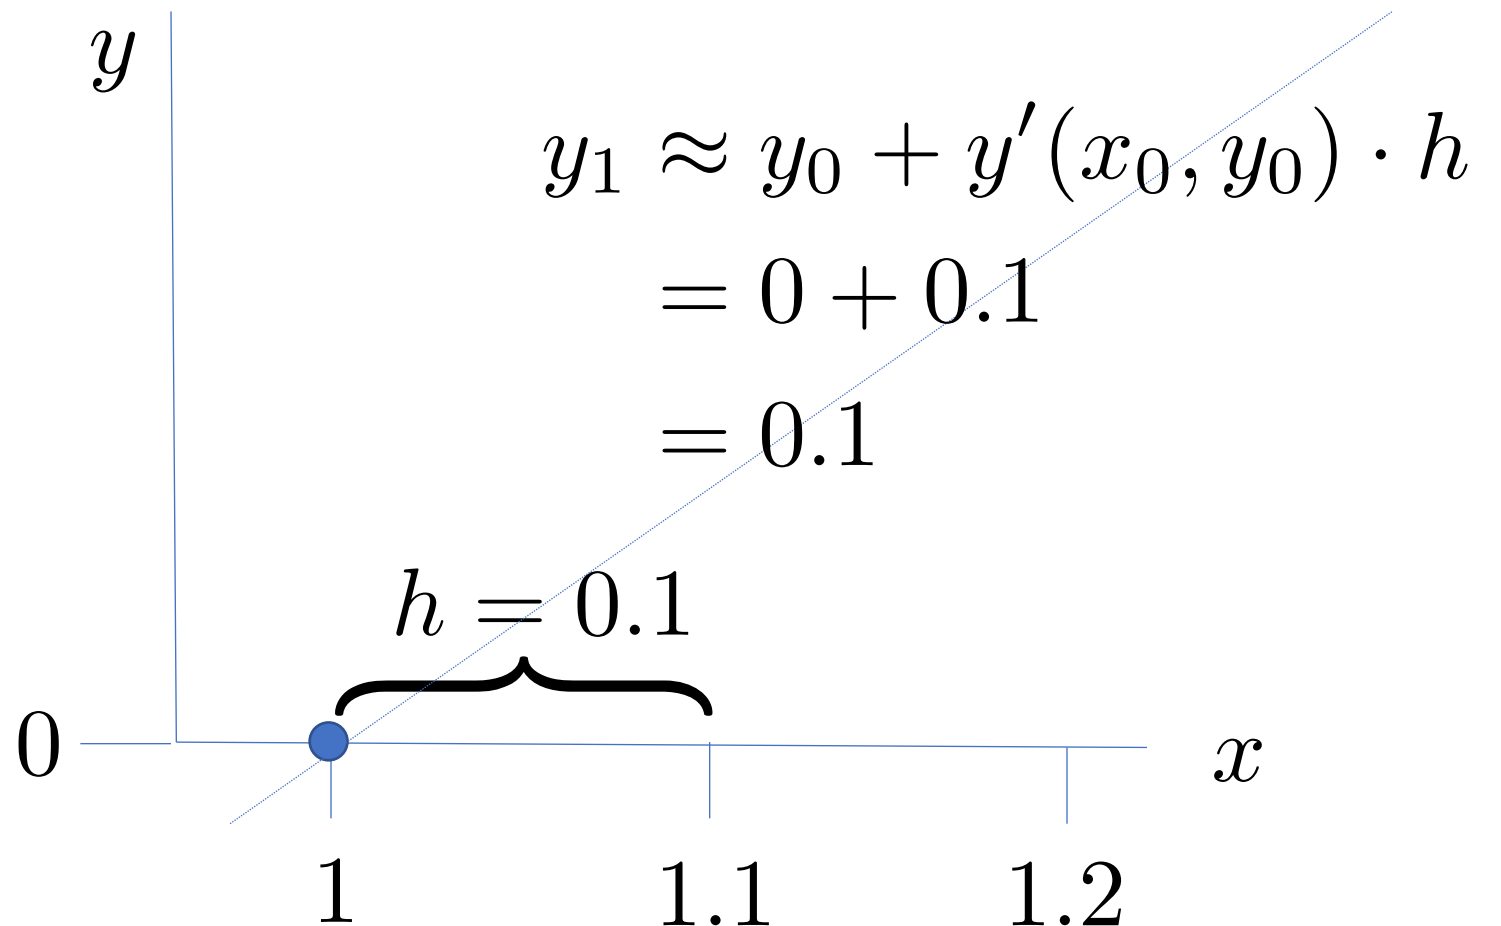 y
y₁ ≈ y₀ + y′(x₀, y₀) · h
= 0 + 0.1
= 0.1
h = 0.1
0
x
1 1.1 1.2